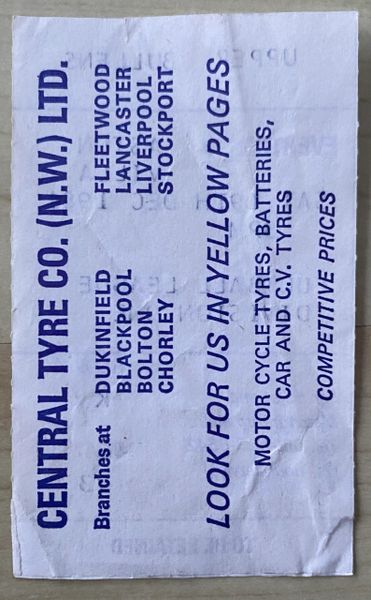 CENTRAL TYRE CO. (N.W.) LTD.
Branches at DUKINFIELD FLEETWOOD
BLACKPOOL LANCASTER
BOLTON LIVERPOOL
CHORLEY STOCKPORT
LOOK FOR US IN YELLOW PAGES
MOTOR CYCLE TYRES, BATTERIES,
CAR AND C.V. TYRES
COMPETITIVE PRICES